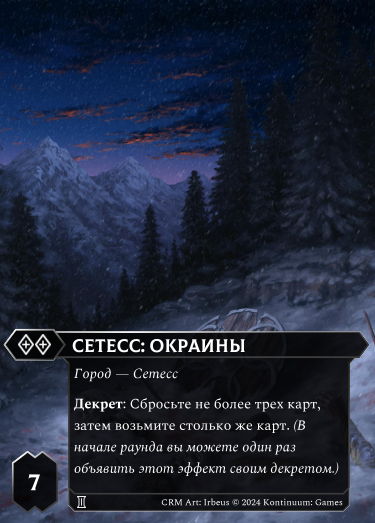 СЕТЕСС: ОКРАИНЫ
Город — Сетесс
Декрет: Сбросьте не более трех карт,
затем возьмите столько же карт. (В
начале раунда вы можете один раз
объявить этот эффект своим декретом.)
7
CRM Art: Irbeus © 2024 Kontinuum: Games